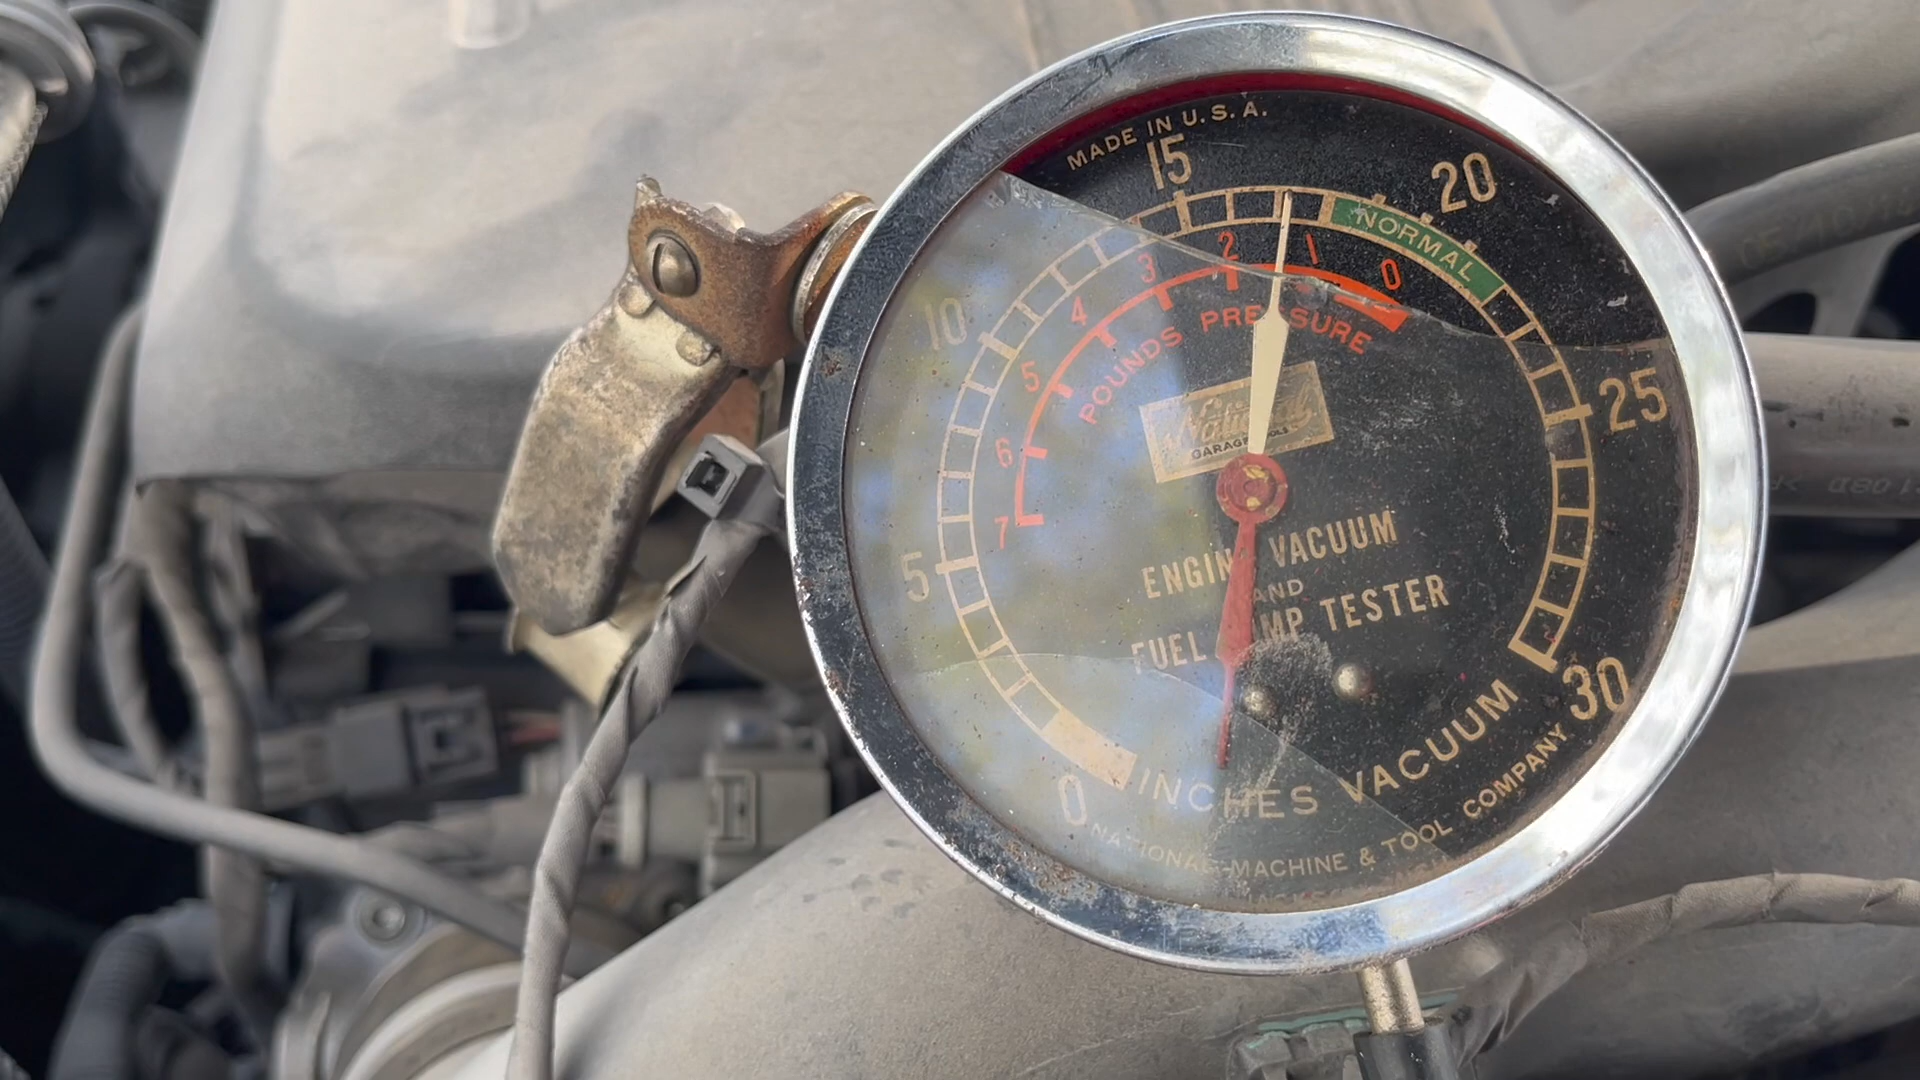 MADE IN U.S.A.
15
20
NORMAL
10
25
5
30
0
3 2 1 0
4
5
6
7
POUNDS PRESSURE
National
GARAGE TOOLS
ENGINE VACUUM
AND
FUEL PUMP TESTER
INCHES VACUUM
NATIONAL MACHINE & TOOL COMPANY